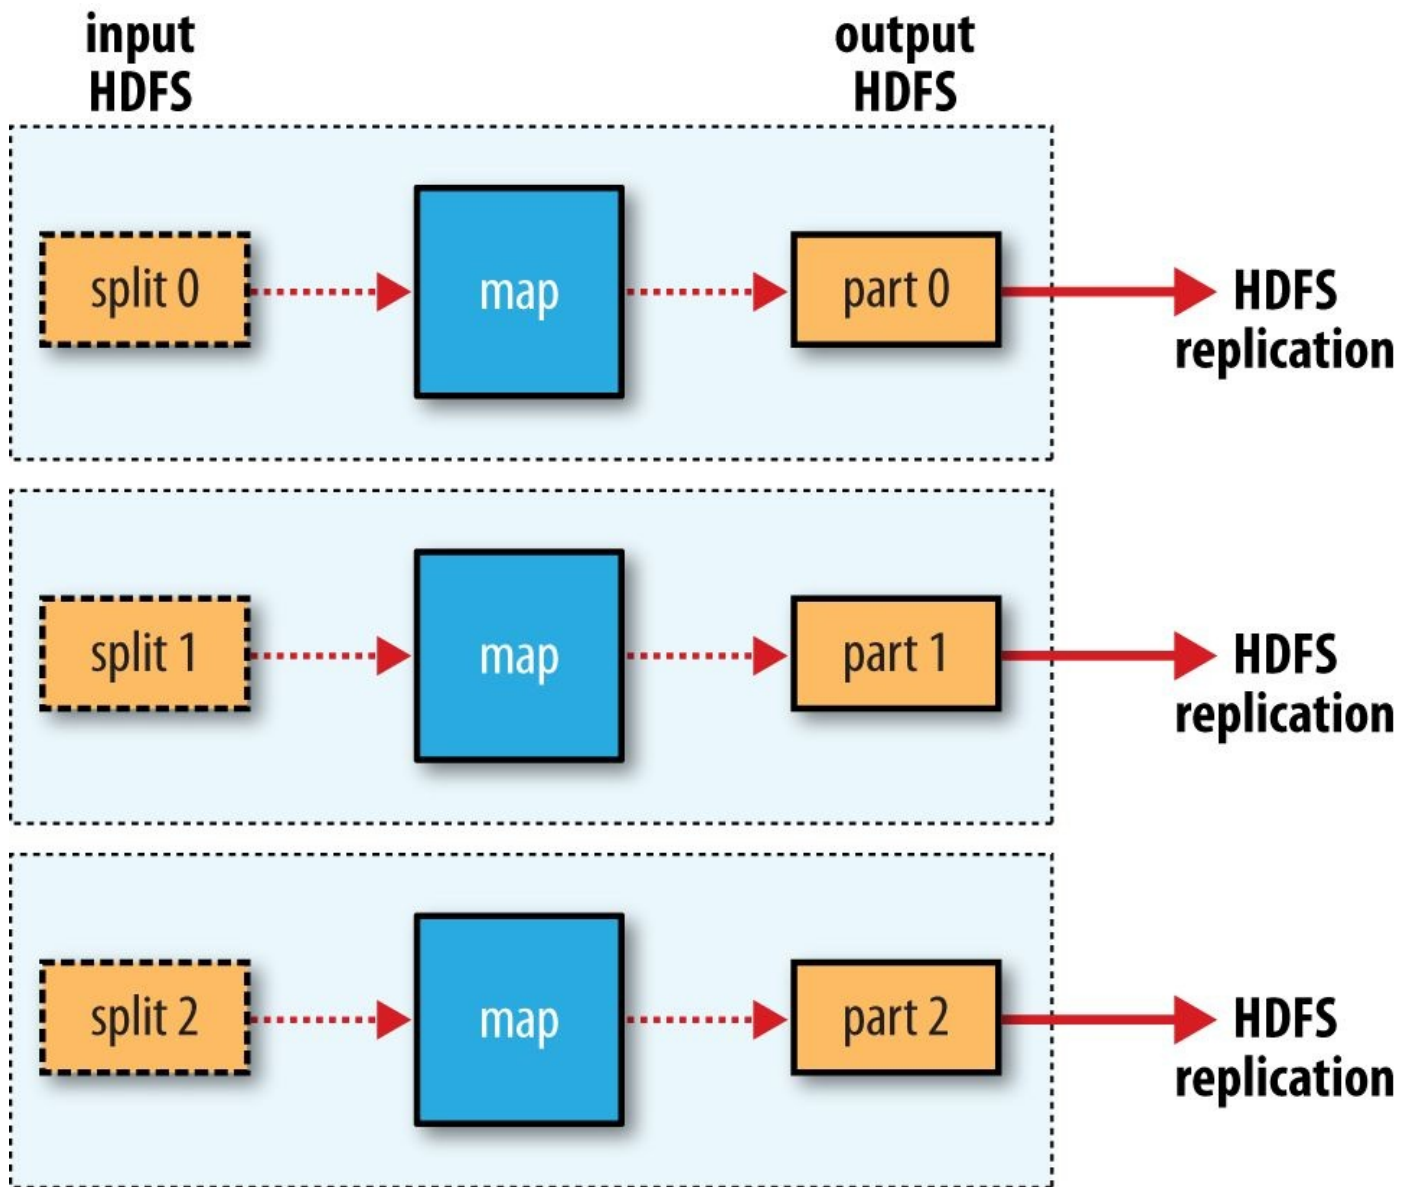 input
HDFS
output
HDFS
split 0
map
part 0
HDFS
replication
split 1
map
part 1
HDFS
replication
split 2
map
part 2
HDFS
replication